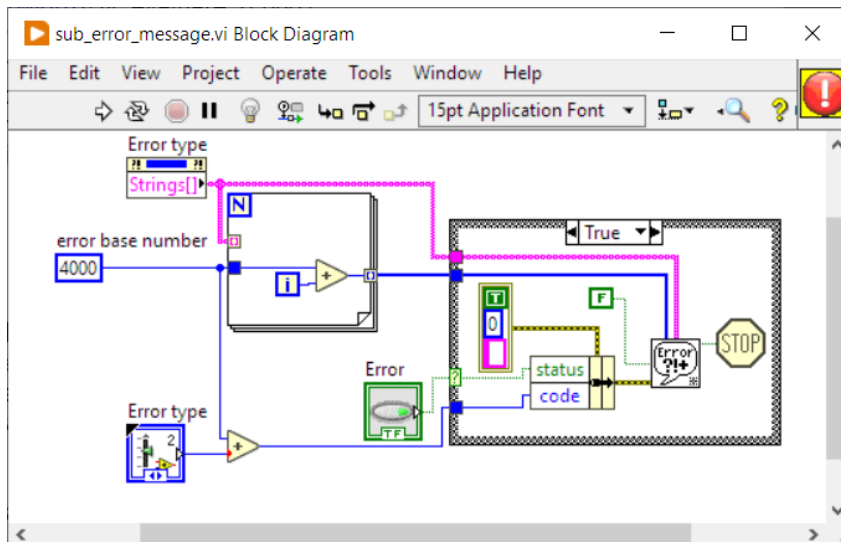 sub_error_message.vi Block Diagram
File Edit View Project Operate Tools Window Help
15pt Application Font
Error type
Strings[]
N
error base number
4000
i
+
True
T
0
F
Error
?!+
STOP
status
code
?
Error
TF
Error type
2
+